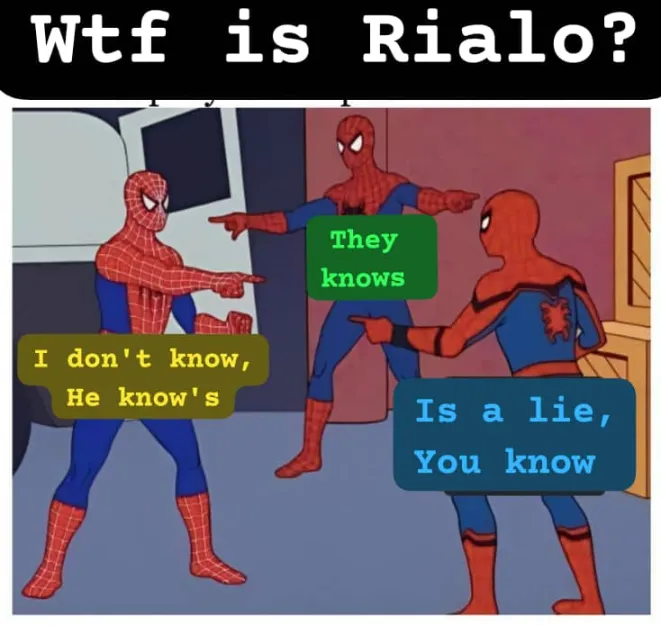 Wtf is Rialo?
They
knows
I don't know,
He know's
Is a lie,
You know